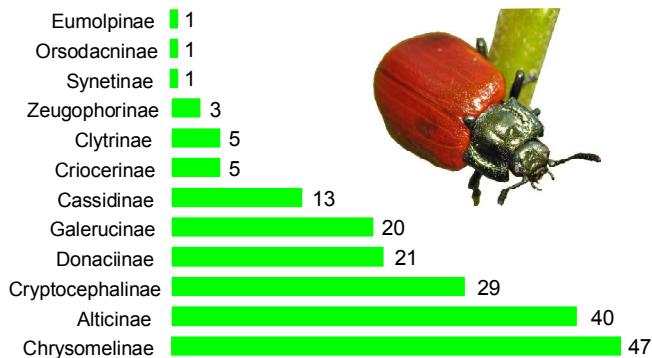 Eumolpinae 1
Orsodacninae 1
Synetinae 1
Zeugophorinae 3
Clytrinae 5
Criocerinae 5
Cassidinae 13
Galerucinae 20
Donaciinae 21
Cryptocephalinae 29
Alticinae 40
Chrysomelinae 47